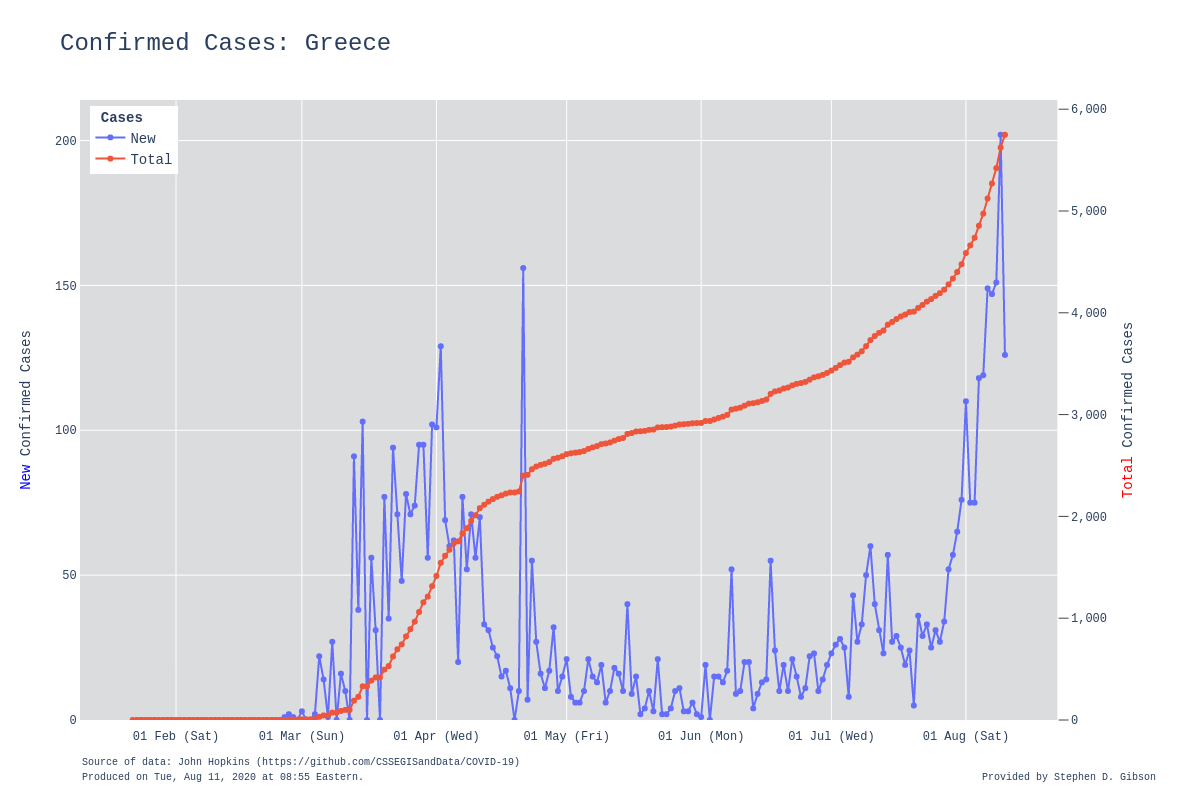 Confirmed Cases: Greece
Cases
New
Total
200
150
100
50
0
6,000
5,000
4,000
3,000
2,000
1,000
0
New Confirmed Cases
Total Confirmed Cases
01 Feb (Sat)
01 Mar (Sun)
01 Apr (Wed)
01 May (Fri)
01 Jun (Mon)
01 Jul (Wed)
01 Aug (Sat)
Source of data: John Hopkins (https://github.com/CSSEGISandData/COVID-19)
Produced on Tue, Aug 11, 2020 at 08:55 Eastern.
Provided by Stephen D. Gibson